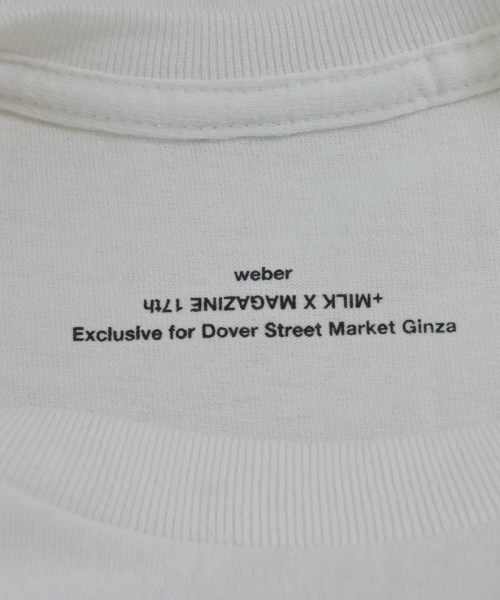 weber
+MILK X MAGAZINE 17th
Exclusive for Dover Street Market Ginza